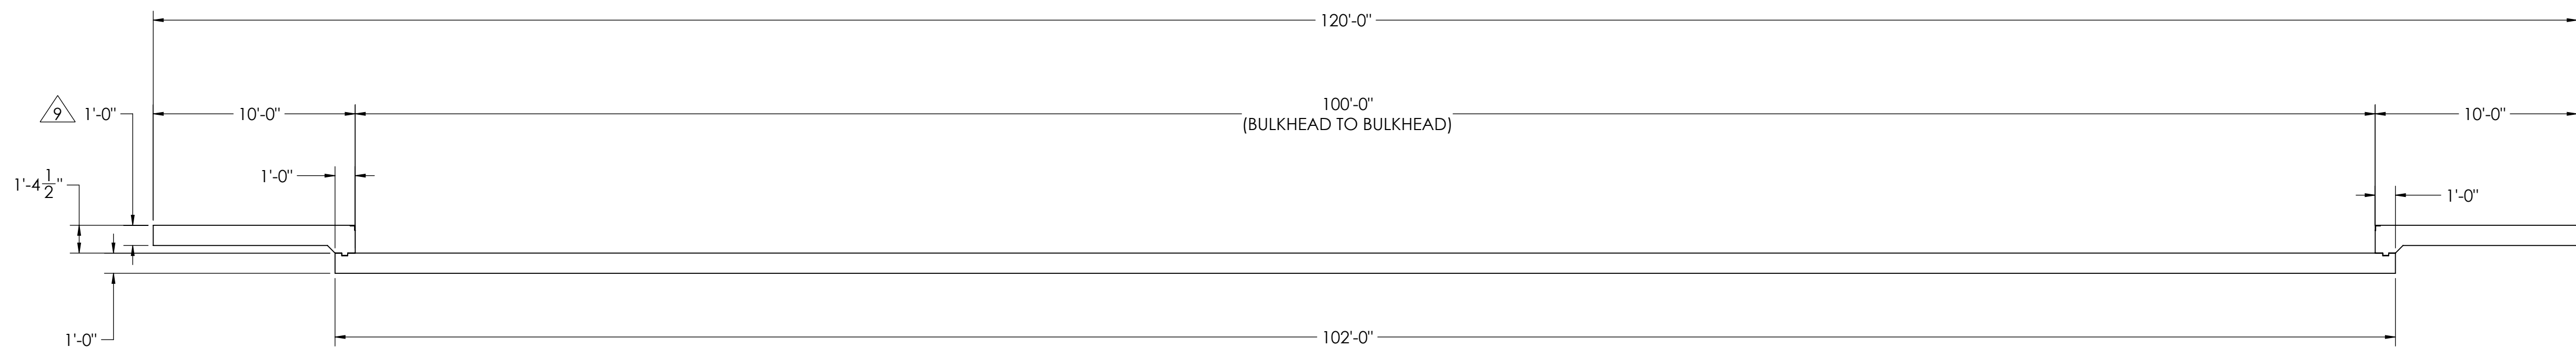 120'-0"
9 1'-0" 10'-0" 100'-0" 10'-0"
(BULKHEAD TO BULKHEAD)
1'-4 1/2" 1'-0" 1'-0"
1'-0" 102'-0"